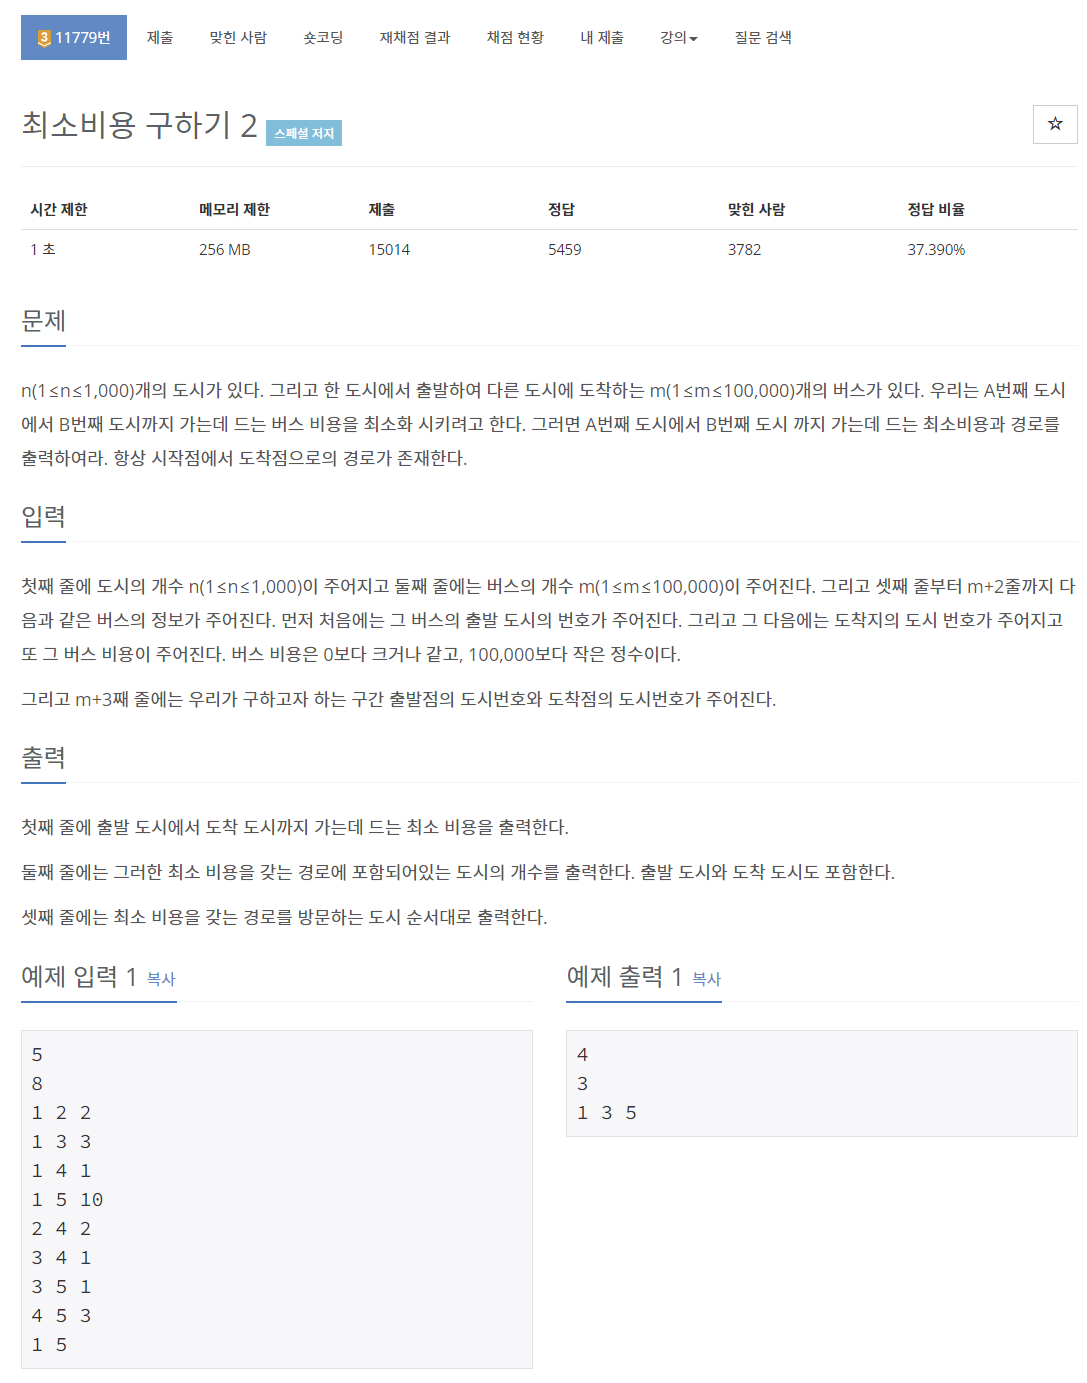 3 11779번 제출 맞힌 사람 숏코딩 재채점 결과 채점 현황 내 제출 강의 질문 검색
최소비용 구하기 2 스페셜 저지
시간 제한 메모리 제한 제출 정답 맞힌 사람 정답 비율
1 초 256 MB 15014 5459 3782 37.390%
문제
n(1≤n≤1,000)개의 도시가 있다. 그리고 한 도시에서 출발하여 다른 도시에 도착하는 m(1≤m≤100,000)개의 버스가 있다. 우리는 A번째 도시
에서 B번째 도시까지 가는데 드는 버스 비용을 최소화 시키려고 한다. 그러면 A번째 도시에서 B번째 도시 까지 가는데 드는 최소비용과 경로를
출력하여라. 항상 시작점에서 도착점으로의 경로가 존재한다.
입력
첫째 줄에 도시의 개수 n(1≤n≤1,000)이 주어지고 둘째 줄에는 버스의 개수 m(1≤m≤100,000)이 주어진다. 그리고 셋째 줄부터 m+2줄까지 다
음과 같은 버스의 정보가 주어진다. 먼저 처음에는 그 버스의 출발 도시의 번호가 주어진다. 그리고 그 다음에는 도착지의 도시 번호가 주어지고
또 그 버스 비용이 주어진다. 버스 비용은 0보다 크거나 같고, 100,000보다 작은 정수이다.
그리고 m+3째 줄에는 우리가 구하고자 하는 구간 출발점의 도시번호와 도착점의 도시번호가 주어진다.
출력
첫째 줄에 출발 도시에서 도착 도시까지 가는데 드는 최소 비용을 출력한다.
둘째 줄에는 그러한 최소 비용을 갖는 경로에 포함되어있는 도시의 개수를 출력한다. 출발 도시와 도착 도시도 포함한다.
셋째 줄에는 최소 비용을 갖는 경로를 방문하는 도시 순서대로 출력한다.
예제 입력 1 복사
5
8
1 2 2
1 3 3
1 4 1
1 5 10
2 4 2
3 4 1
3 5 1
4 5 3
1 5
예제 출력 1 복사
4
3
1 3 5